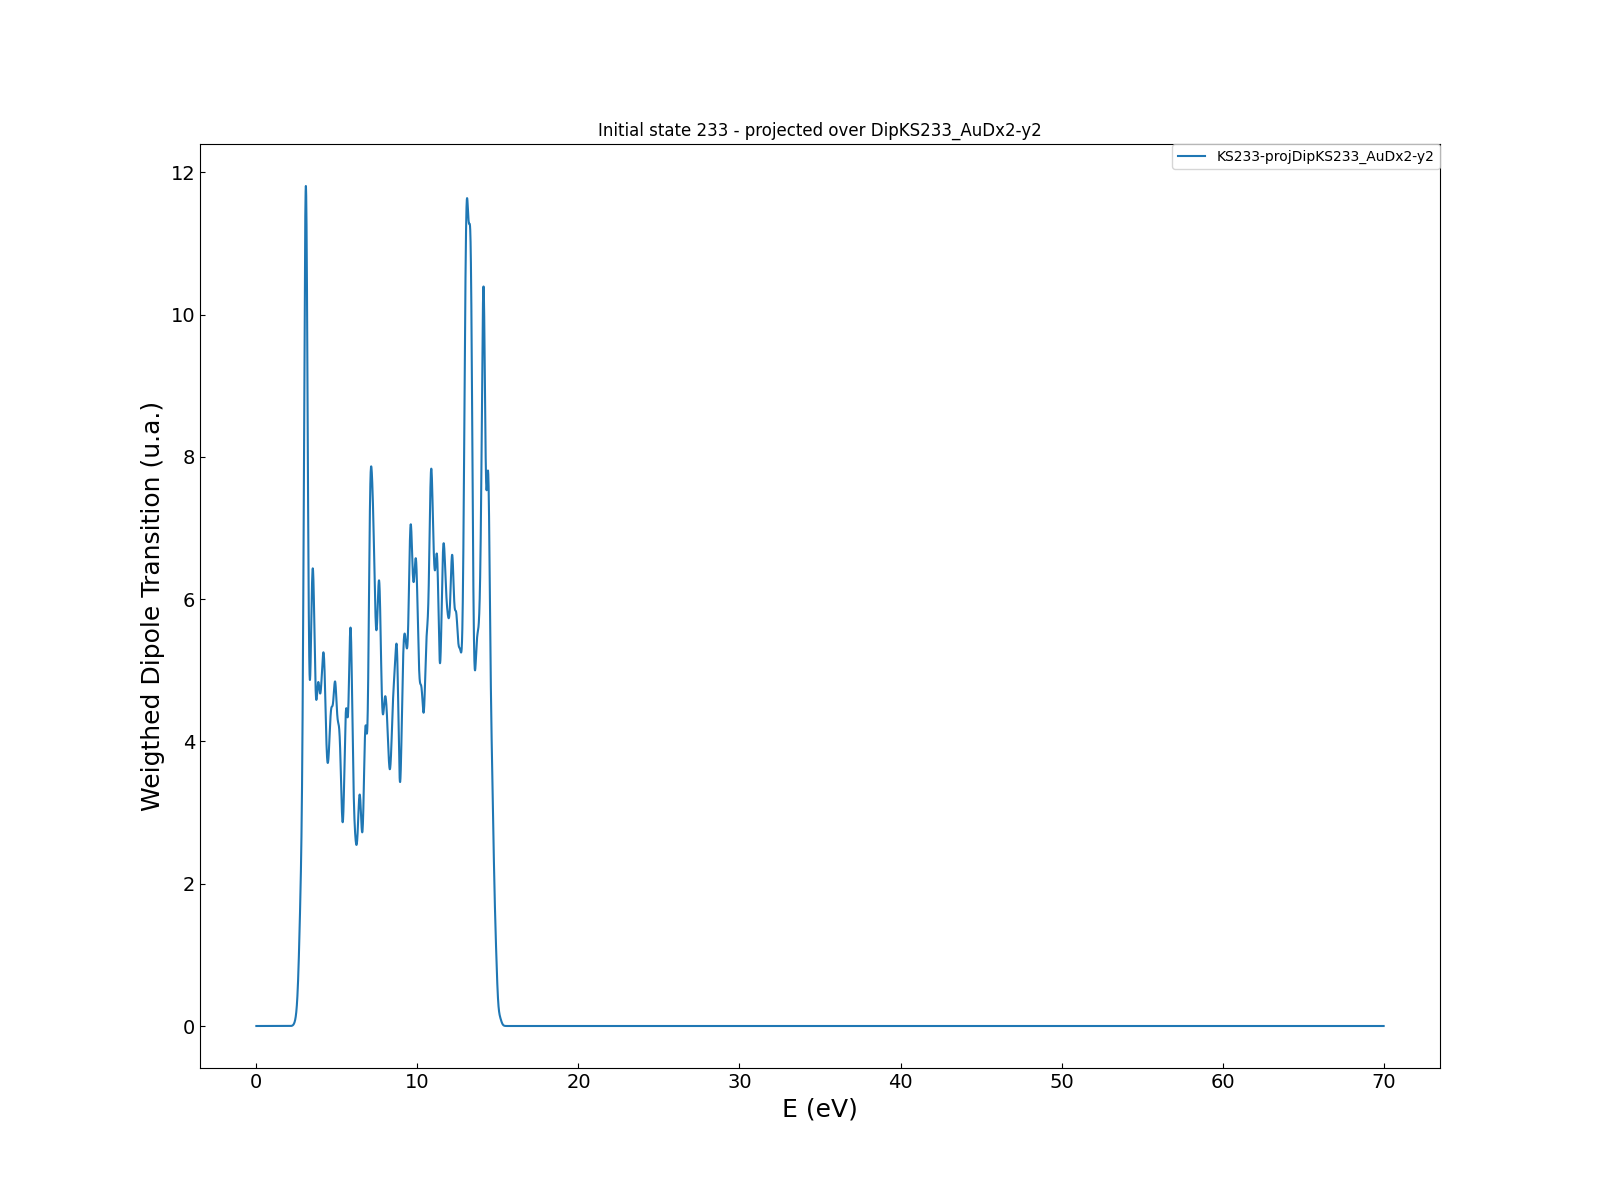 Initial state 233 - projected over DipKS233_AuDx2-y2
KS233-projDipKS233_AuDx2-y2
Weigthed Dipole Transition (u.a.)
12
10
8
6
4
2
0
0 10 20 30 40 50 60 70
E (eV)